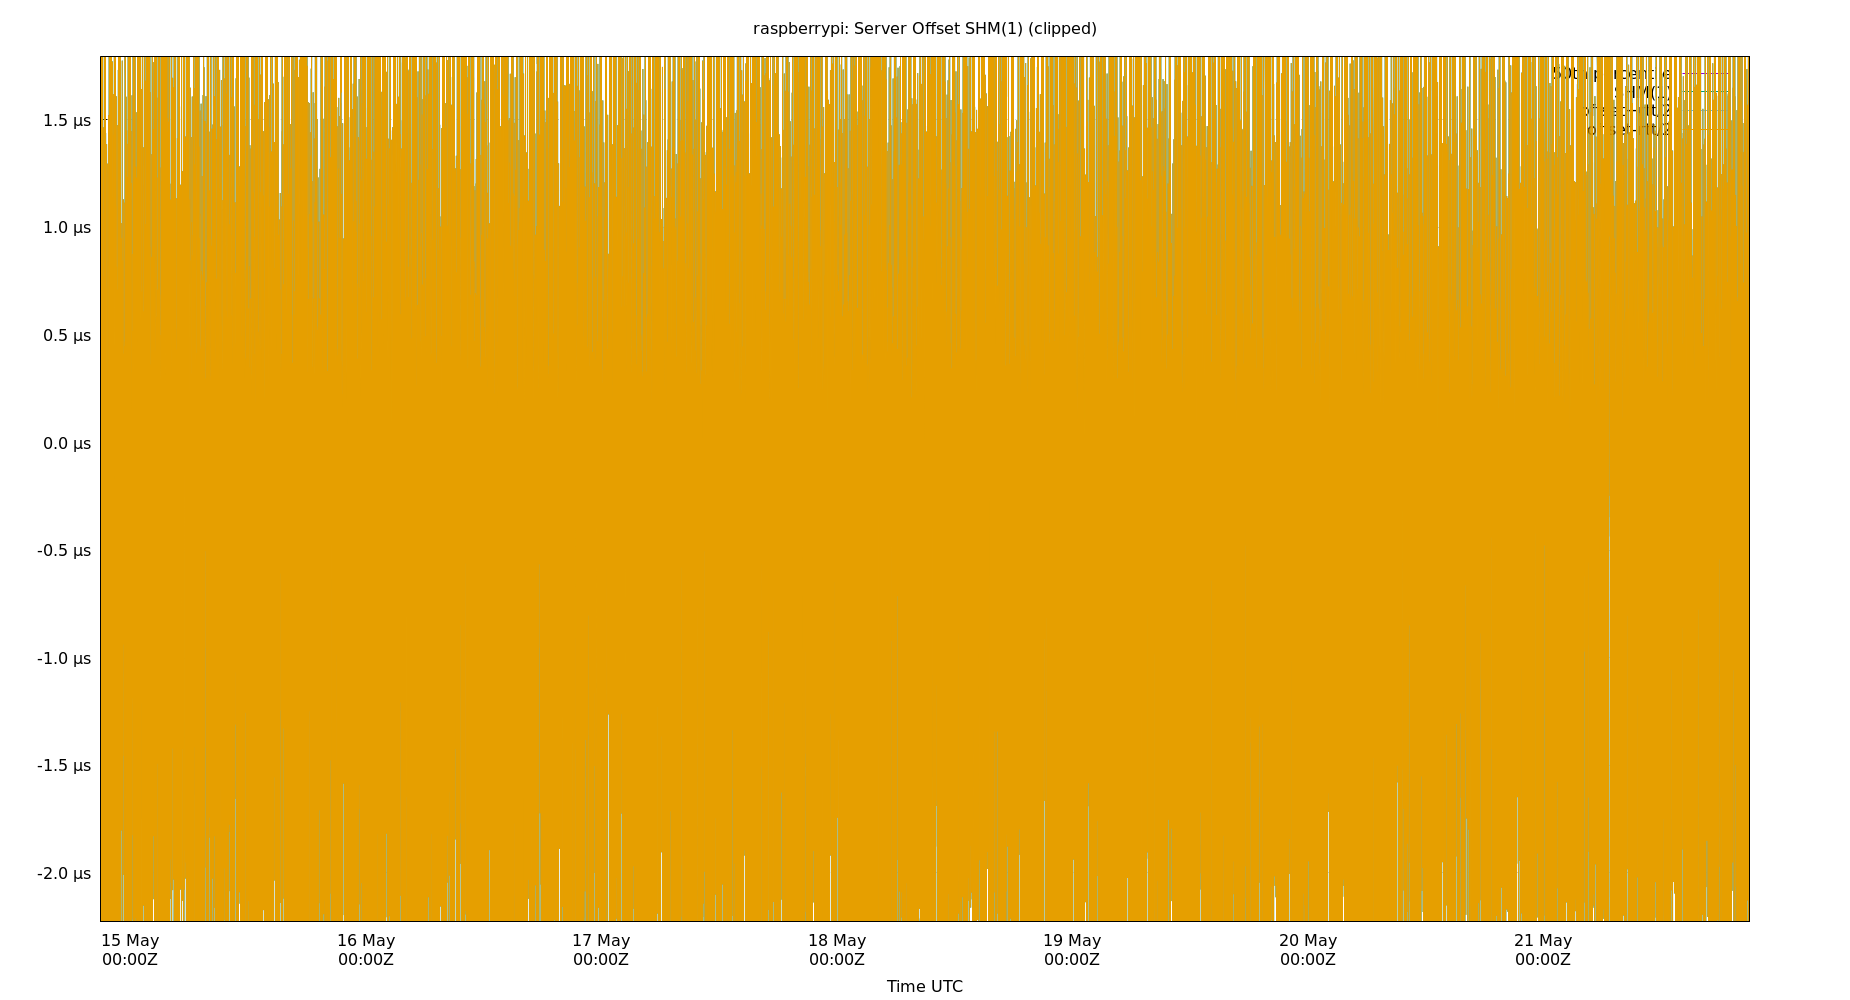 raspberrypi: Server Offset SHM(1) (clipped)
1.5 µs
1.0 µs
0.5 µs
0.0 µs
-0.5 µs
-1.0 µs
-1.5 µs
-2.0 µs
SHM(1)
15 May 16 May 17 May 18 May 19 May 20 May 21 May
00:00Z 00:00Z 00:00Z 00:00Z 00:00Z 00:00Z 00:00Z
Time UTC